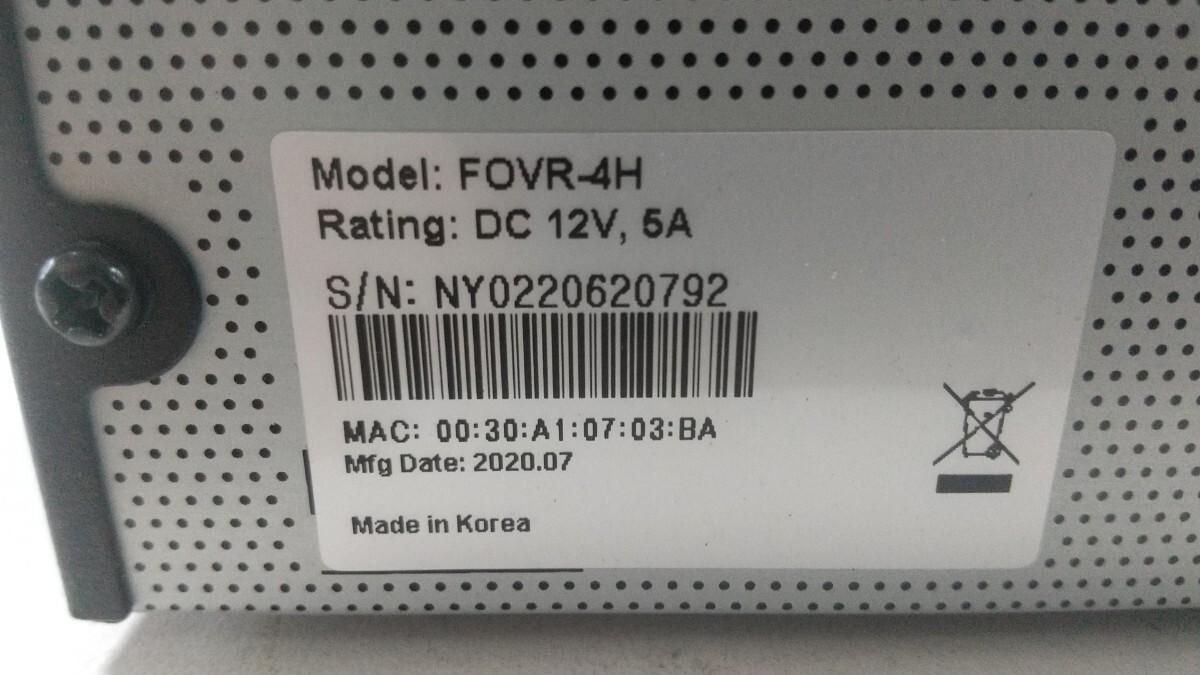 Model: FOVR-4H
Rating: DC 12V, 5A
S/N: NY0220620792
MAC: 00:30:A1:07:03:BA
Mfg Date: 2020.07
Made in Korea